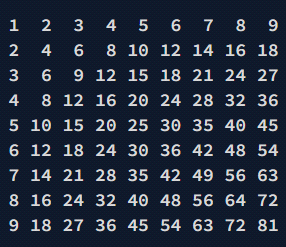 1  2  3  4  5  6  7  8  9
2  4  6  8 10 12 14 16 18
3  6  9 12 15 18 21 24 27
4  8 12 16 20 24 28 32 36
5 10 15 20 25 30 35 40 45
6 12 18 24 30 36 42 48 54
7 14 21 28 35 42 49 56 63
8 16 24 32 40 48 56 64 72
9 18 27 36 45 54 63 72 81